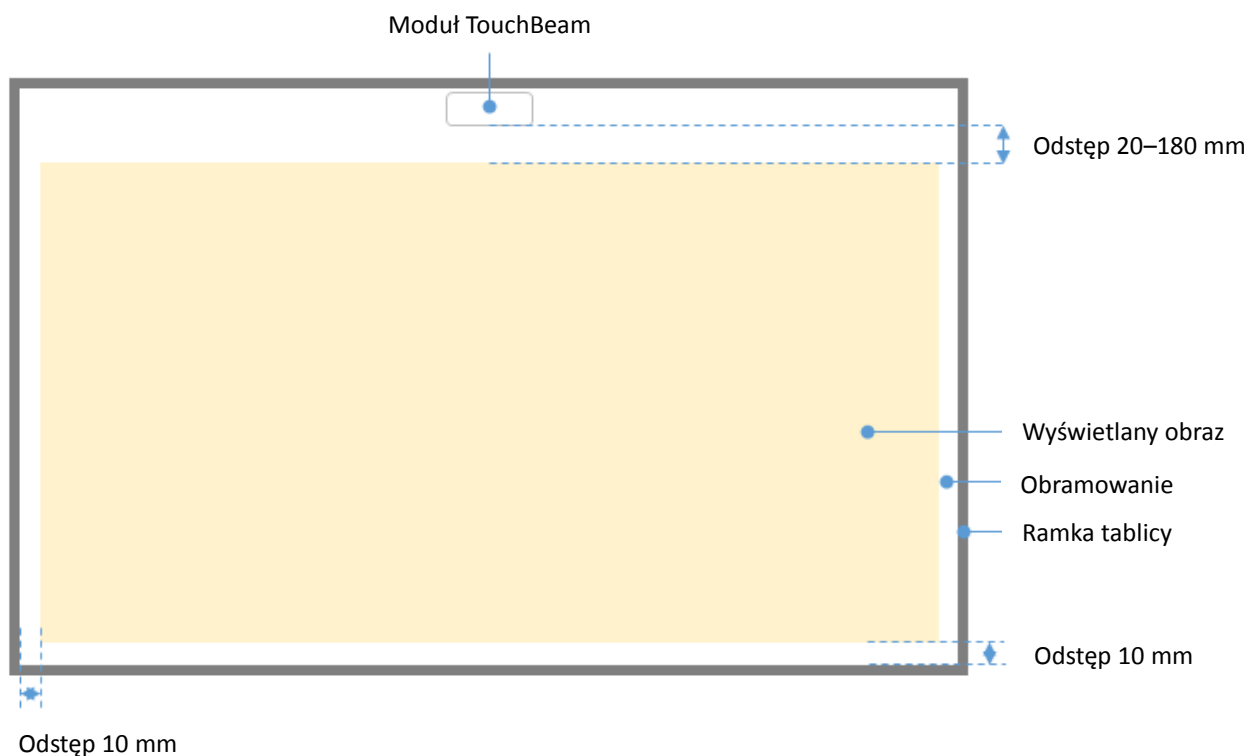 Moduł TouchBeam
Odstęp 20–180 mm
Wyświetlany obraz
Obramowanie
Ramka tablicy
Odstęp 10 mm
Odstęp 10 mm